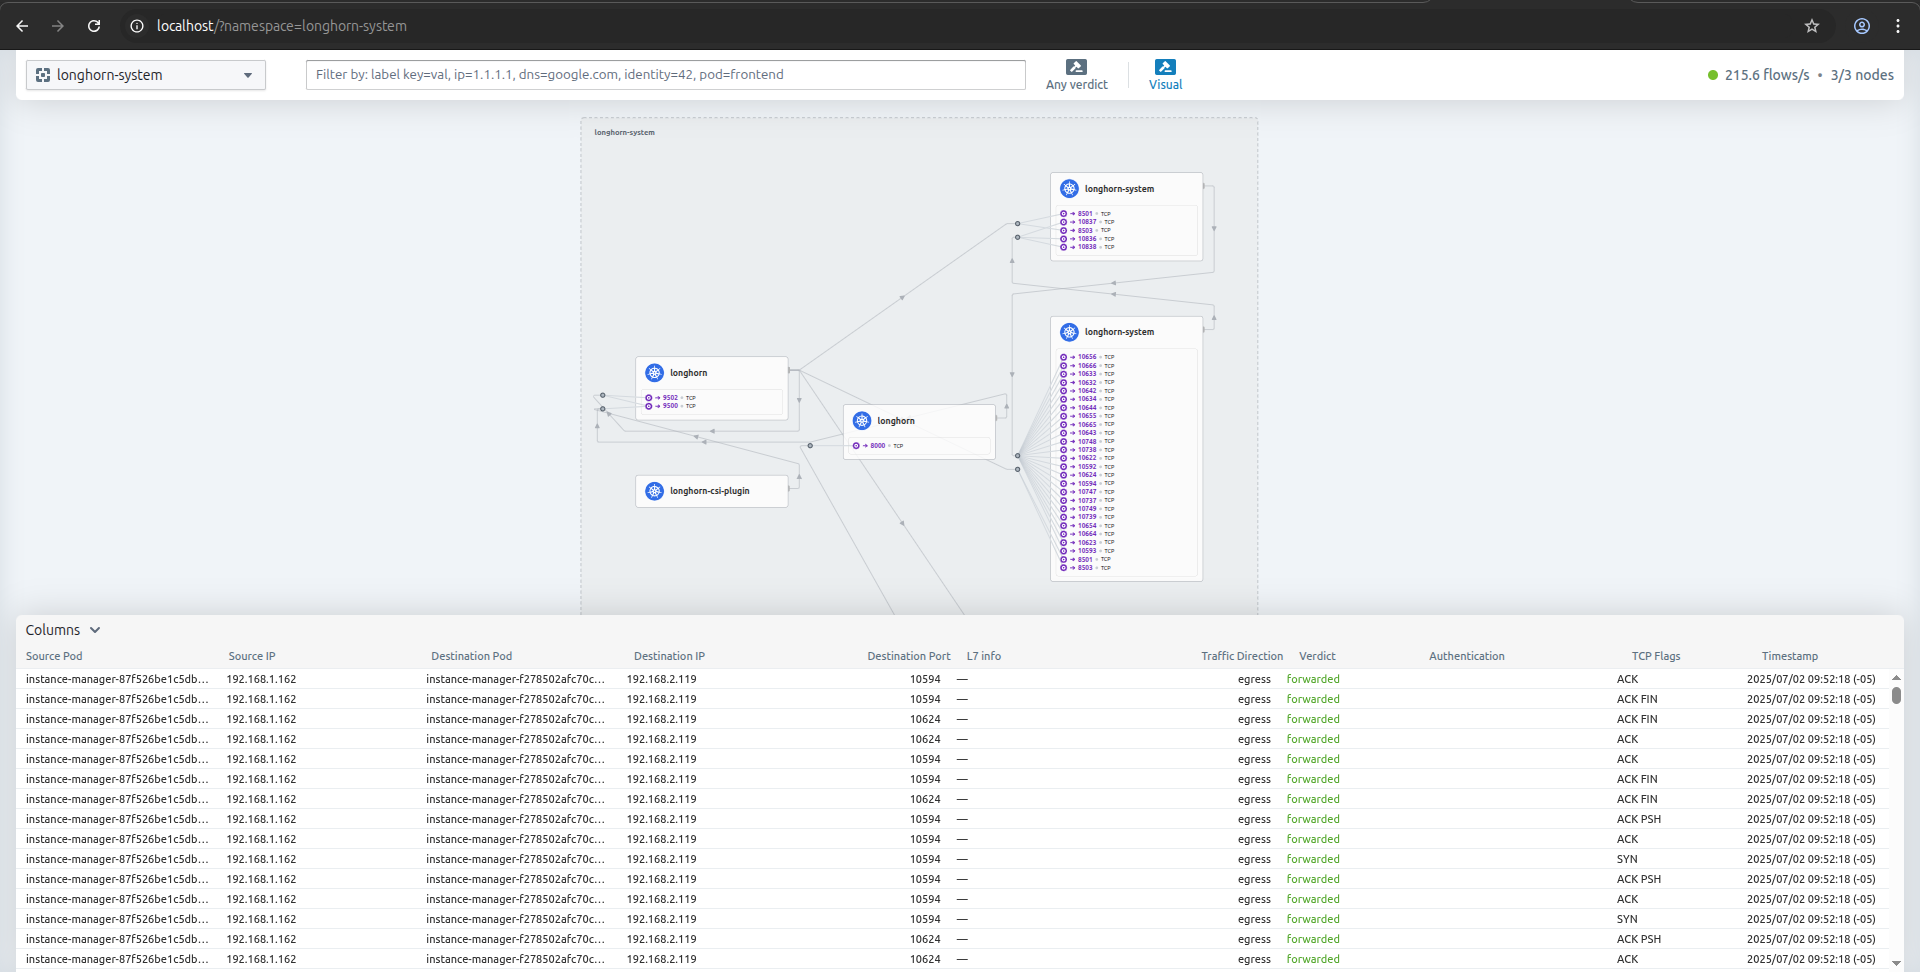 localhost/?namespace=longhorn-system
longhorn-system
Filter by: label key=val, ip=1.1.1.1, dns=google.com, identity=42, pod=frontend
Any verdict
Visual
215.6 flows/s • 3/3 nodes
longhorn-system
longhorn-system
8501 TCP
10837 TCP
8503 TCP
10836 TCP
10838 TCP
longhorn-system
10656 TCP
10666 TCP
10633 TCP
10632 TCP
10642 TCP
10634 TCP
10644 TCP
10655 TCP
10665 TCP
10643 TCP
10748 TCP
10738 TCP
10622 TCP
10592 TCP
10624 TCP
10594 TCP
10747 TCP
10737 TCP
10749 TCP
10739 TCP
10654 TCP
10664 TCP
10623 TCP
10593 TCP
8501 TCP
8503 TCP
longhorn
9502 TCP
9500 TCP
longhorn
8000 TCP
longhorn-csi-plugin
Columns
Source Pod Source IP Destination Pod Destination IP Destination Port L7 info Traffic Direction Verdict Authentication TCP Flags Timestamp
instance-manager-87f526be1c5db... 192.168.1.162 instance-manager-f278502afc70c... 192.168.2.119 10594 — egress forwarded ACK 2025/07/02 09:52:18 (-05)
instance-manager-87f526be1c5db... 192.168.1.162 instance-manager-f278502afc70c... 192.168.2.119 10594 — egress forwarded ACK FIN 2025/07/02 09:52:18 (-05)
instance-manager-87f526be1c5db... 192.168.1.162 instance-manager-f278502afc70c... 192.168.2.119 10624 — egress forwarded ACK FIN 2025/07/02 09:52:18 (-05)
instance-manager-87f526be1c5db... 192.168.1.162 instance-manager-f278502afc70c... 192.168.2.119 10624 — egress forwarded ACK 2025/07/02 09:52:18 (-05)
instance-manager-87f526be1c5db... 192.168.1.162 instance-manager-f278502afc70c... 192.168.2.119 10594 — egress forwarded ACK 2025/07/02 09:52:18 (-05)
instance-manager-87f526be1c5db... 192.168.1.162 instance-manager-f278502afc70c... 192.168.2.119 10594 — egress forwarded ACK FIN 2025/07/02 09:52:18 (-05)
instance-manager-87f526be1c5db... 192.168.1.162 instance-manager-f278502afc70c... 192.168.2.119 10624 — egress forwarded ACK FIN 2025/07/02 09:52:18 (-05)
instance-manager-87f526be1c5db... 192.168.1.162 instance-manager-f278502afc70c... 192.168.2.119 10594 — egress forwarded ACK PSH 2025/07/02 09:52:18 (-05)
instance-manager-87f526be1c5db... 192.168.1.162 instance-manager-f278502afc70c... 192.168.2.119 10594 — egress forwarded ACK 2025/07/02 09:52:18 (-05)
instance-manager-87f526be1c5db... 192.168.1.162 instance-manager-f278502afc70c... 192.168.2.119 10594 — egress forwarded SYN 2025/07/02 09:52:18 (-05)
instance-manager-87f526be1c5db... 192.168.1.162 instance-manager-f278502afc70c... 192.168.2.119 10594 — egress forwarded ACK PSH 2025/07/02 09:52:18 (-05)
instance-manager-87f526be1c5db... 192.168.1.162 instance-manager-f278502afc70c... 192.168.2.119 10594 — egress forwarded ACK 2025/07/02 09:52:18 (-05)
instance-manager-87f526be1c5db... 192.168.1.162 instance-manager-f278502afc70c... 192.168.2.119 10594 — egress forwarded SYN 2025/07/02 09:52:18 (-05)
instance-manager-87f526be1c5db... 192.168.1.162 instance-manager-f278502afc70c... 192.168.2.119 10624 — egress forwarded ACK PSH 2025/07/02 09:52:18 (-05)
instance-manager-87f526be1c5db... 192.168.1.162 instance-manager-f278502afc70c... 192.168.2.119 10624 — egress forwarded ACK 2025/07/02 09:52:18 (-05)